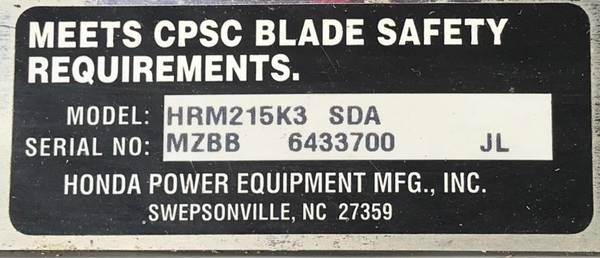 MEETS CPSC BLADE SAFETY
REQUIREMENTS.
MODEL: HRM215K3 SDA
SERIAL NO: MZBB 6433700 JL
HONDA POWER EQUIPMENT MFG., INC.
SWEPSONVILLE, NC 27359